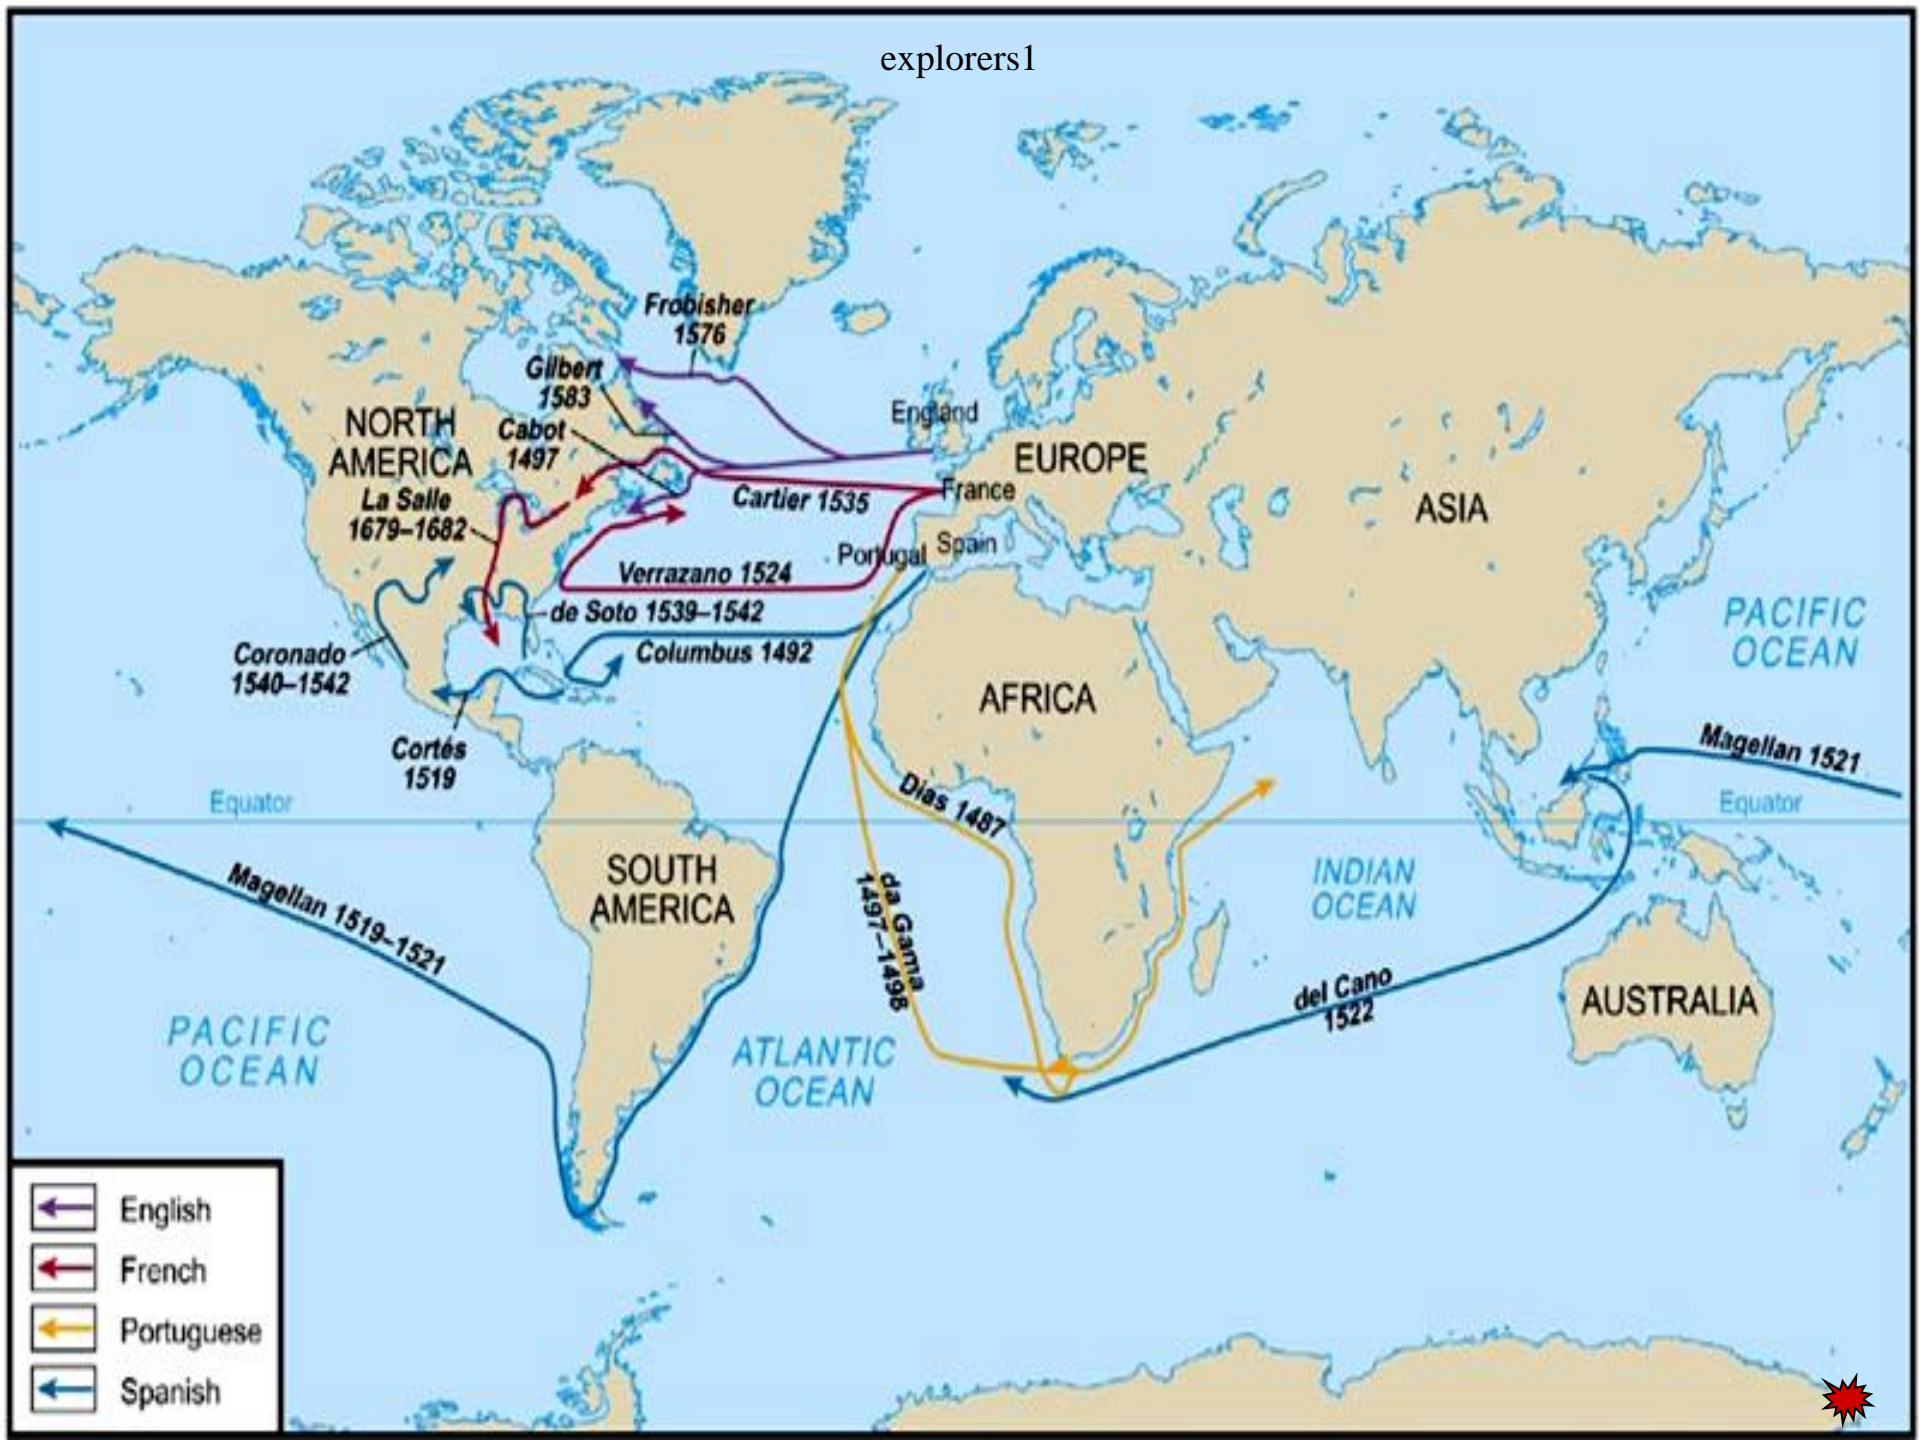 explorers1
Frobisher
1576
Gilbert
1583
Cabot
1497
England
NORTH
AMERICA
EUROPE
ASIA
La Salle
1679–1682
Cartier 1535
France
Portugal
Spain
Verrazano 1524
de Soto 1539–1542
Columbus 1492
Coronado
1540–1542
PACIFIC
OCEAN
AFRICA
Cortés
1519
Magellan 1521
Equator
Dias 1487
Equator
SOUTH
AMERICA
INDIAN
OCEAN
Magellan 1519–1521
da Gama
1497–1498
del Cano
1522
AUSTRALIA
PACIFIC
OCEAN
ATLANTIC
OCEAN
English
French
Portuguese
Spanish